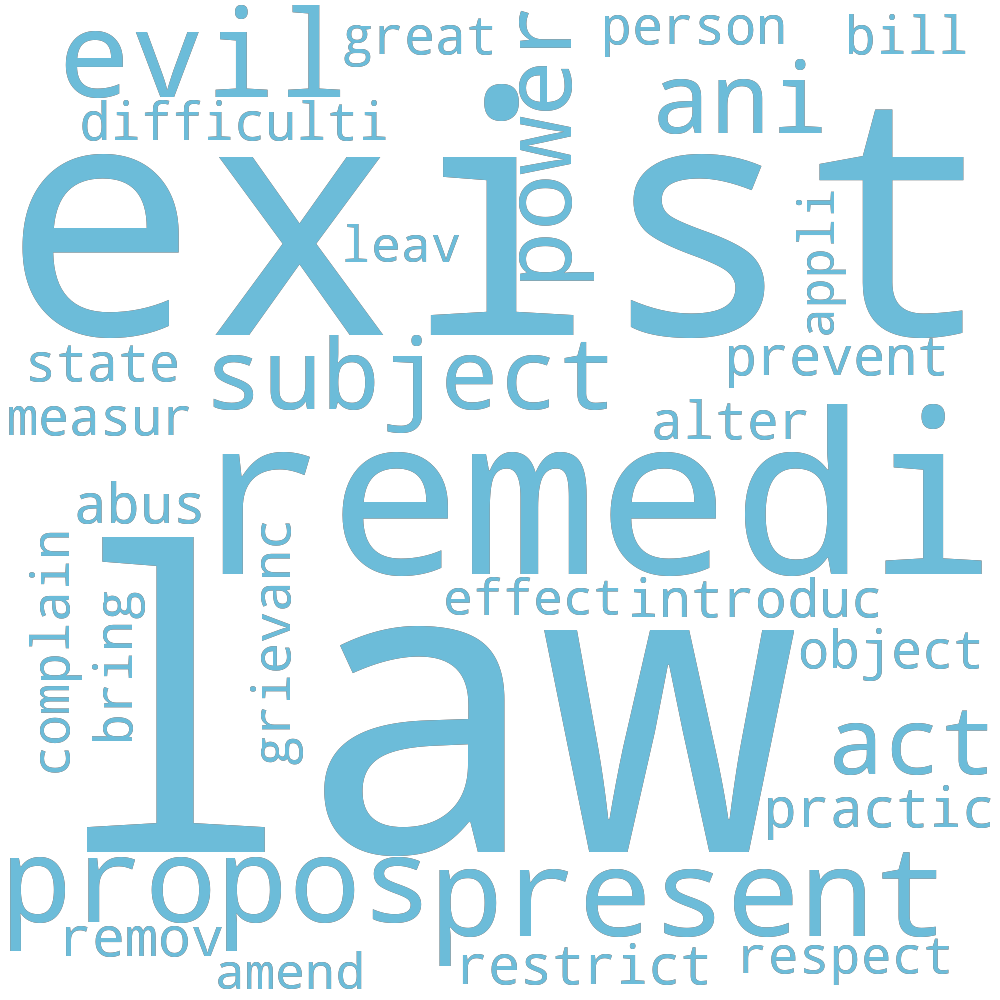 evil
great
person
bill
difficulti
power
ani
exist
leav
appli
state
subject
prevent
measur
alter
remedi
abus
complain
bring
grievanc
law
effect
introduc
object
act
practic
propos
present
remov
amend
restrict
respect